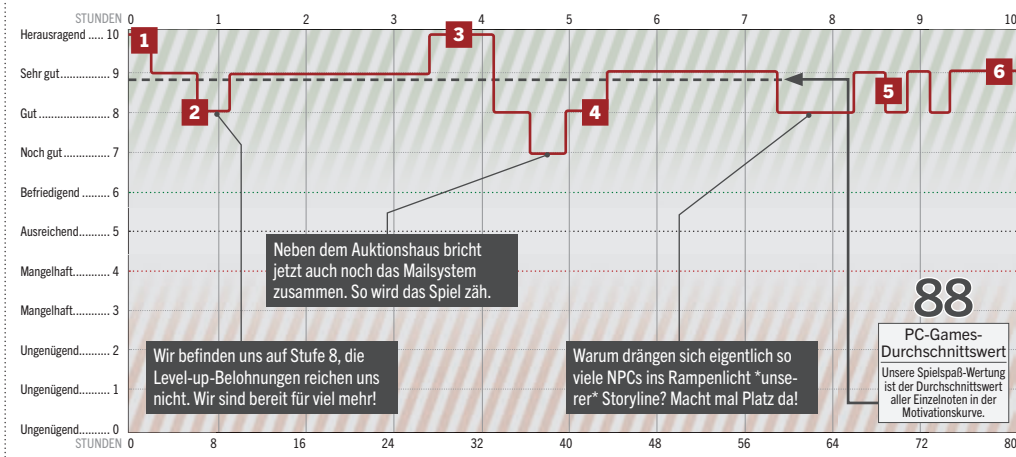 STUNDEN 0 1 2 3 4 5 6 7 8 9 10
Herausragend ..... 10
Sehr gut ............... 9
Gut ........................ 8
Noch gut ............... 7
Befriedigend ......... 6
Ausreichend .......... 5
Mangelhaft ............ 4
Mangelhaft ............ 3
Ungenügend .......... 2
Ungenügend .......... 1
Ungenügend .......... 0
STUNDEN 0 8 16 24 32 40 48 56 64 72 80
1
2
3
4
5
6
Wir befinden uns auf Stufe 8, die
Level-up-Belohnungen reichen uns
nicht. Wir sind bereit für viel mehr!
Neben dem Auktionshaus bricht
jetzt auch noch das Mailsystem
zusammen. So wird das Spiel zäh.
Warum drängen sich eigentlich so
viele NPCs ins Rampenlicht *unse-
rer* Storyline? Macht mal Platz da!
88
PC-Games-
Durchschnittswert
Unsere Spielspaß-Wertung
ist der Durchschnittswert
aller Einzelnoten in der
Motivationskurve.